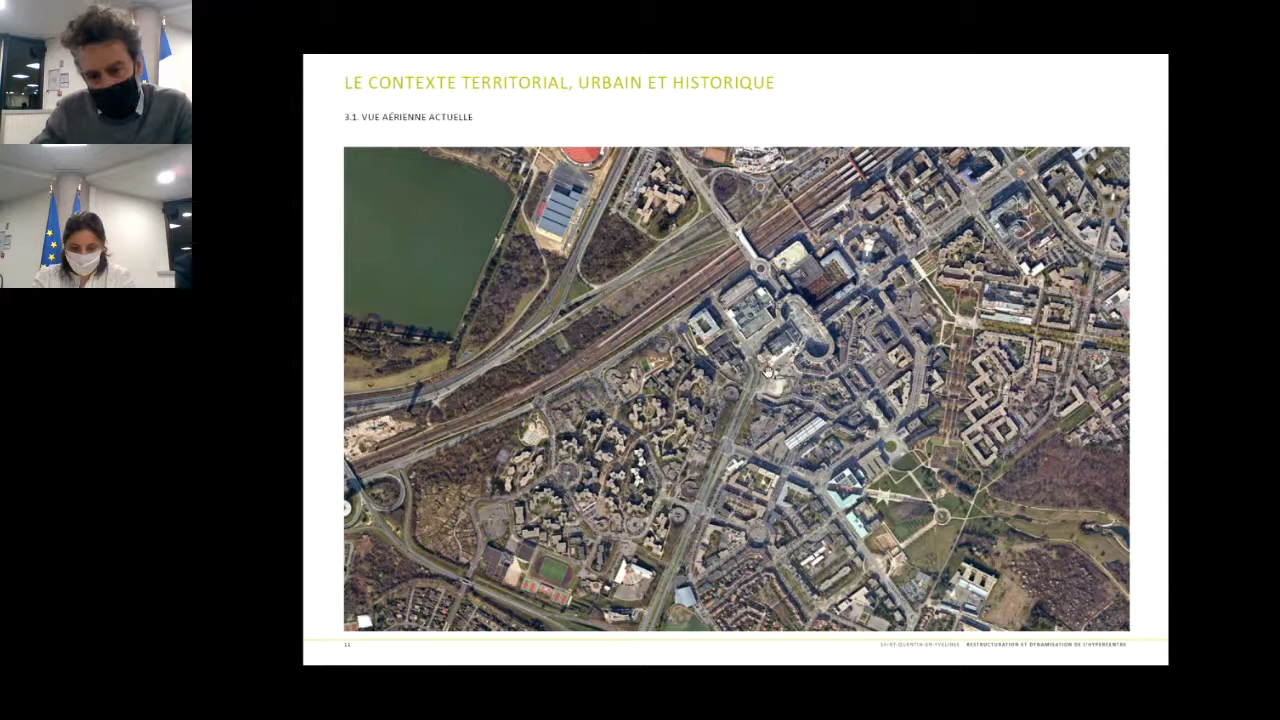 LE CONTEXTE TERRITORIAL, URBAIN ET HISTORIQUE
3.1. VUE AÉRIENNE ACTUELLE
11
SAINT-QUENTIN-EN-YVELINES RESTRUCTURATION ET DYNAMISATION DE L'HYPERCENTRE